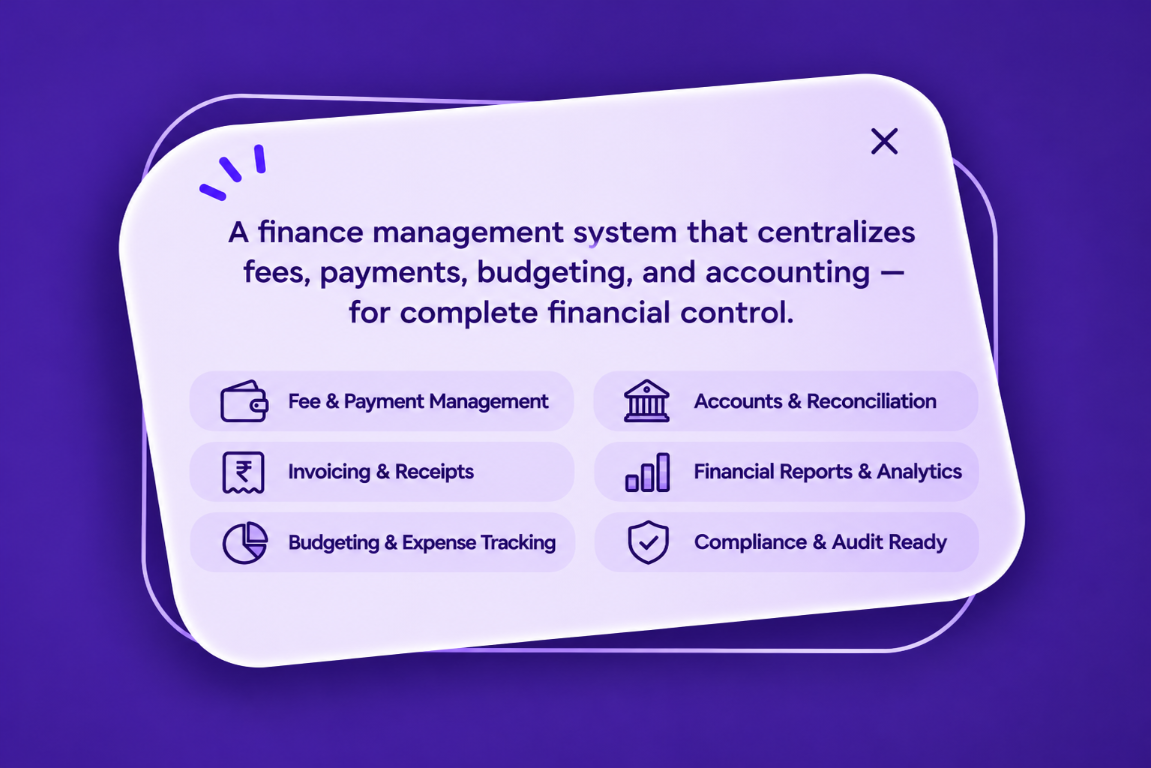 A finance management system that centralizes
fees, payments, budgeting, and accounting —
for complete financial control.
Fee & Payment Management
Accounts & Reconciliation
₹
Invoicing & Receipts
Financial Reports & Analytics
Budgeting & Expense Tracking
Compliance & Audit Ready